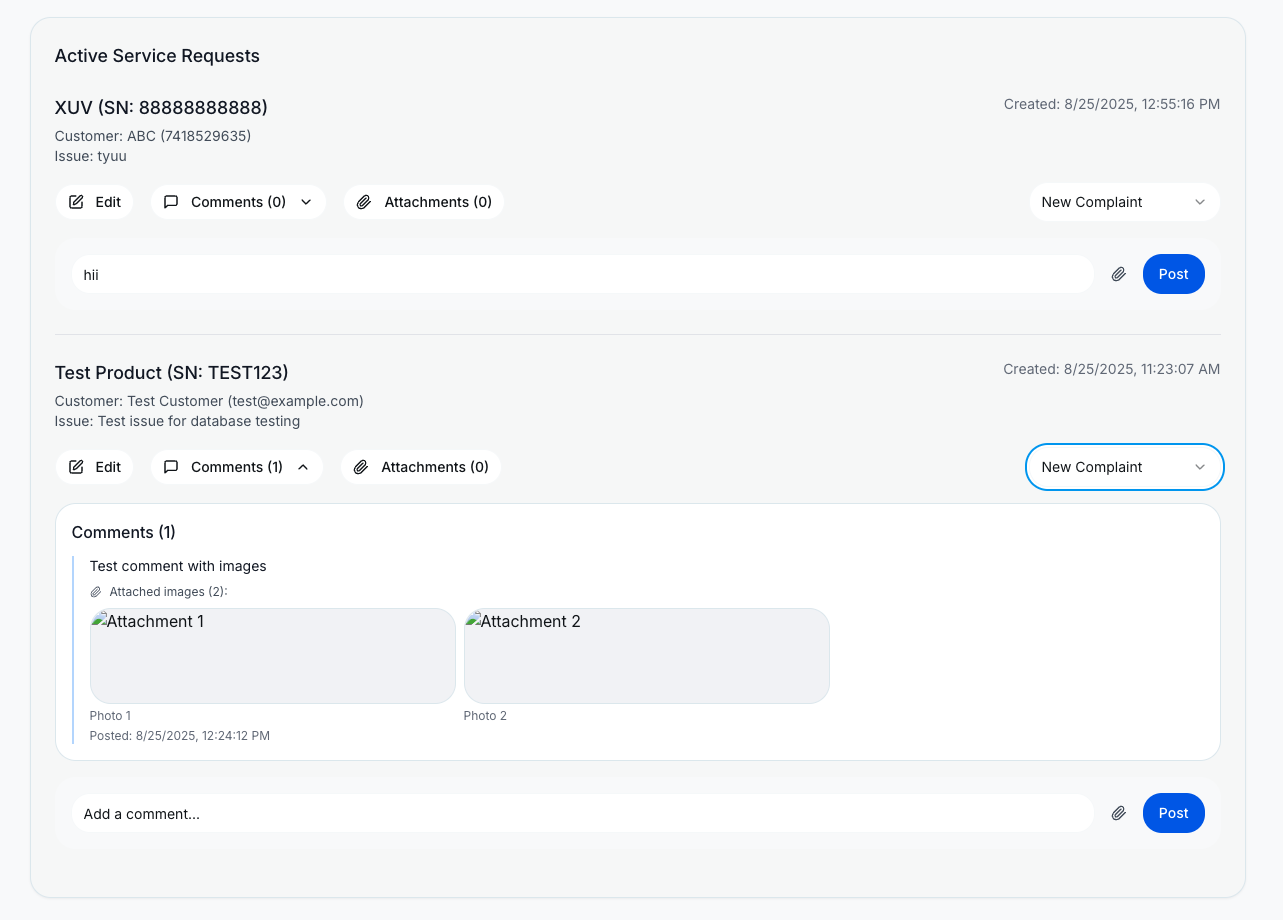 Active Service Requests
XUV (SN: 88888888888)
Created: 8/25/2025, 12:55:16 PM
Customer: ABC (7418529635)
Issue: tyuu
Edit
Comments (0)
Attachments (0)
New Complaint
hii
Post
Test Product (SN: TEST123)
Created: 8/25/2025, 11:23:07 AM
Customer: Test Customer (test@example.com)
Issue: Test issue for database testing
Edit
Comments (1)
Attachments (0)
New Complaint
Comments (1)
Test comment with images
Attached images (2):
Attachment 1
Attachment 2
Photo 1
Photo 2
Posted: 8/25/2025, 12:24:12 PM
Add a comment...
Post